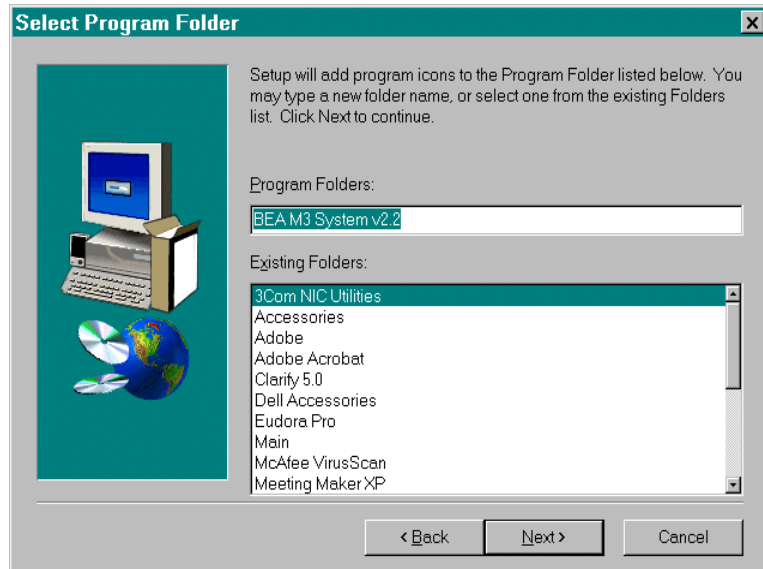 Select Program Folder
Setup will add program icons to the Program Folder listed below. You
may type a new folder name, or select one from the existing Folders
list. Click Next to continue.
Program Folders:
BEA M3 System v2.2
Existing Folders:
3Com NIC Utilities
Accessories
Adobe
Adobe Acrobat
Clarify 5.0
Dell Accessories
Eudora Pro
Main
McAfee VirusScan
Meeting Maker XP
< Back
Next >
Cancel